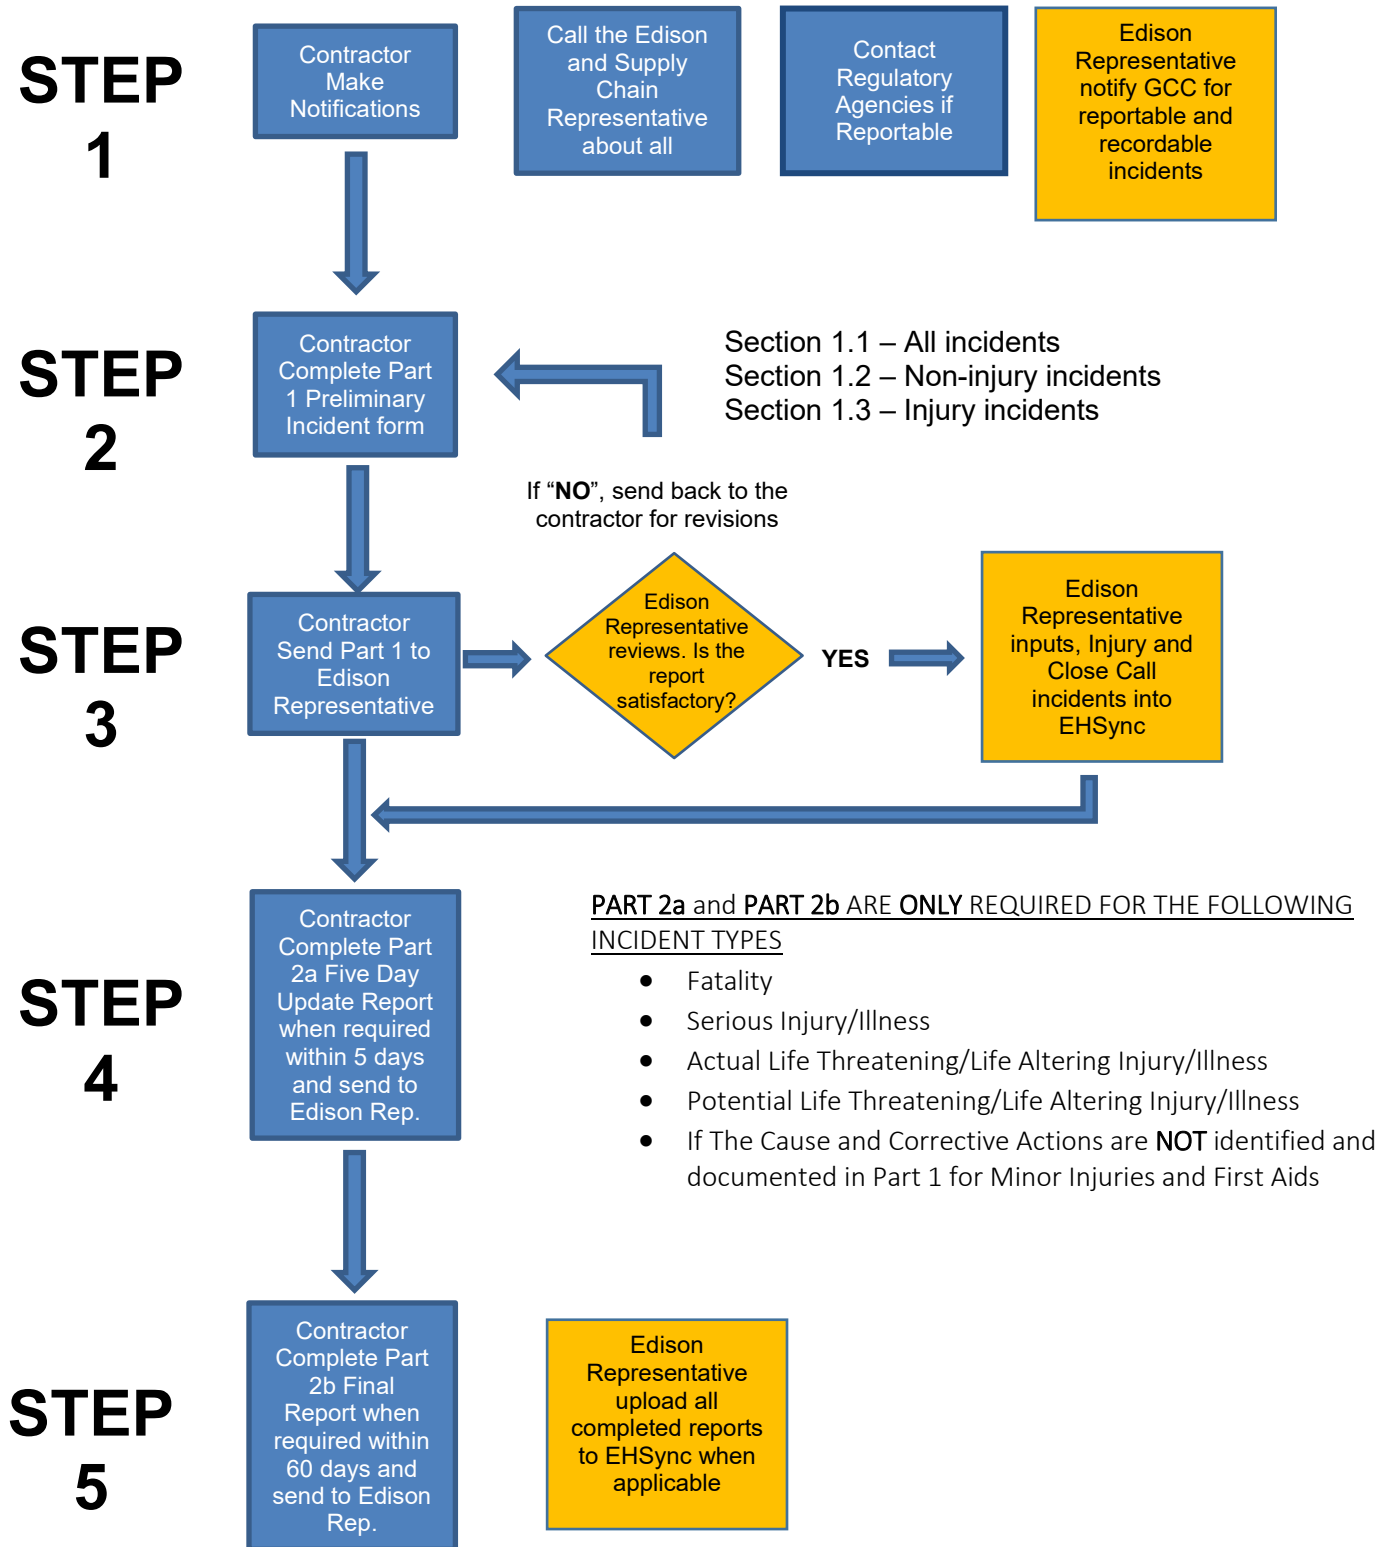 STEP
1
Contractor
Make
Notifications
Call the Edison
and Supply
Chain
Representative
about all
Contact
Regulatory
Agencies if
Reportable
Edison
Representative
notify GCC for
reportable and
recordable
incidents
STEP
2
Contractor
Complete Part
1 Preliminary
Incident form
Section 1.1 – All incidents
Section 1.2 – Non-injury incidents
Section 1.3 – Injury incidents
If “NO”, send back to the
contractor for revisions
STEP
3
Contractor
Send Part 1 to
Edison
Representative
Edison
Representative
reviews. Is the
report
satisfactory?
YES
Edison
Representative
inputs, Injury and
Close Call
incidents into
EHSync
STEP
4
Contractor
Complete Part
2a Five Day
Update Report
when required
within 5 days
and send to
Edison Rep.
PART 2a and PART 2b ARE ONLY REQUIRED FOR THE FOLLOWING
INCIDENT TYPES
● Fatality
● Serious Injury/Illness
● Actual Life Threatening/Life Altering Injury/Illness
● Potential Life Threatening/Life Altering Injury/Illness
● If The Cause and Corrective Actions are NOT identified and
documented in Part 1 for Minor Injuries and First Aids
STEP
5
Contractor
Complete Part
2b Final
Report when
required within
60 days and
send to Edison
Rep.
Edison
Representative
upload all
completed reports
to EHSync when
applicable